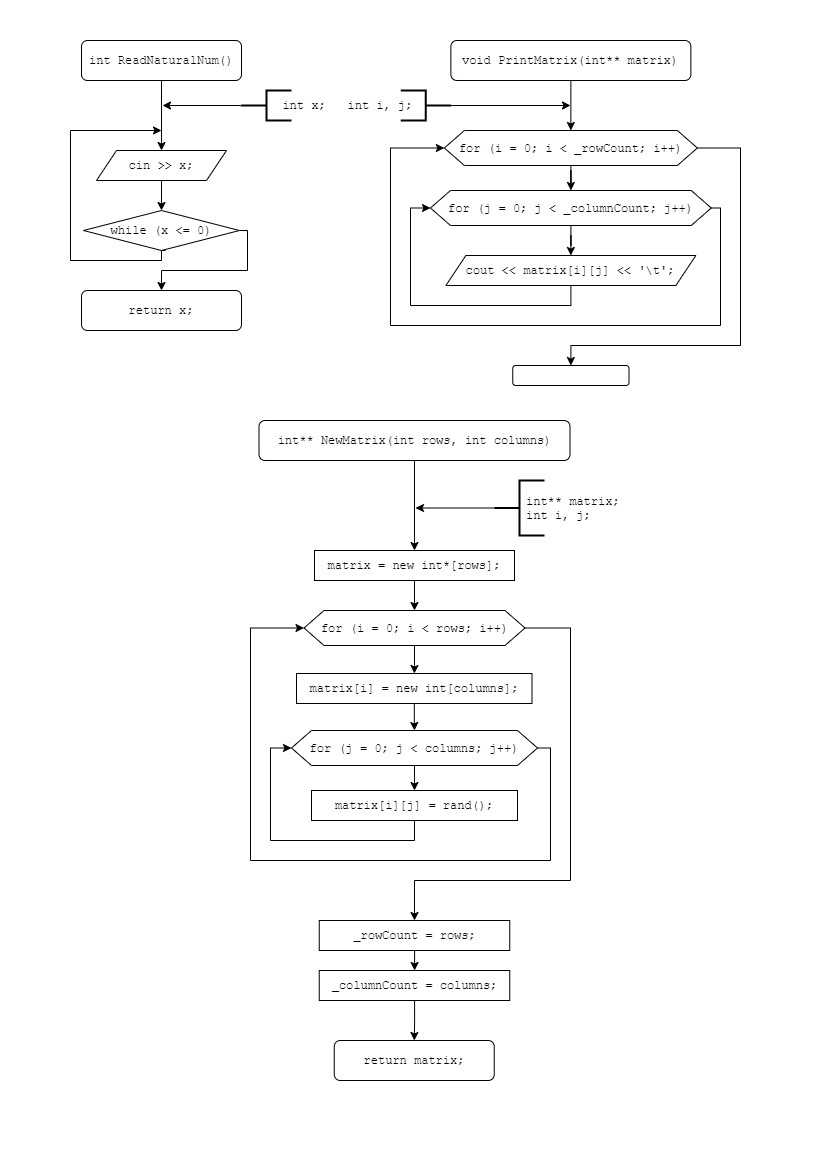 int ReadNaturalNum()
int x;
cin >> x;
while (x <= 0)
return x;
void PrintMatrix(int** matrix)
int i, j;
for (i = 0; i < _rowCount; i++)
for (j = 0; j < _columnCount; j++)
cout << matrix[i][j] << '\t';
int** NewMatrix(int rows, int columns)
int** matrix;
int i, j;
matrix = new int*[rows];
for (i = 0; i < rows; i++)
matrix[i] = new int[columns];
for (j = 0; j < columns; j++)
matrix[i][j] = rand();
_rowCount = rows;
_columnCount = columns;
return matrix;